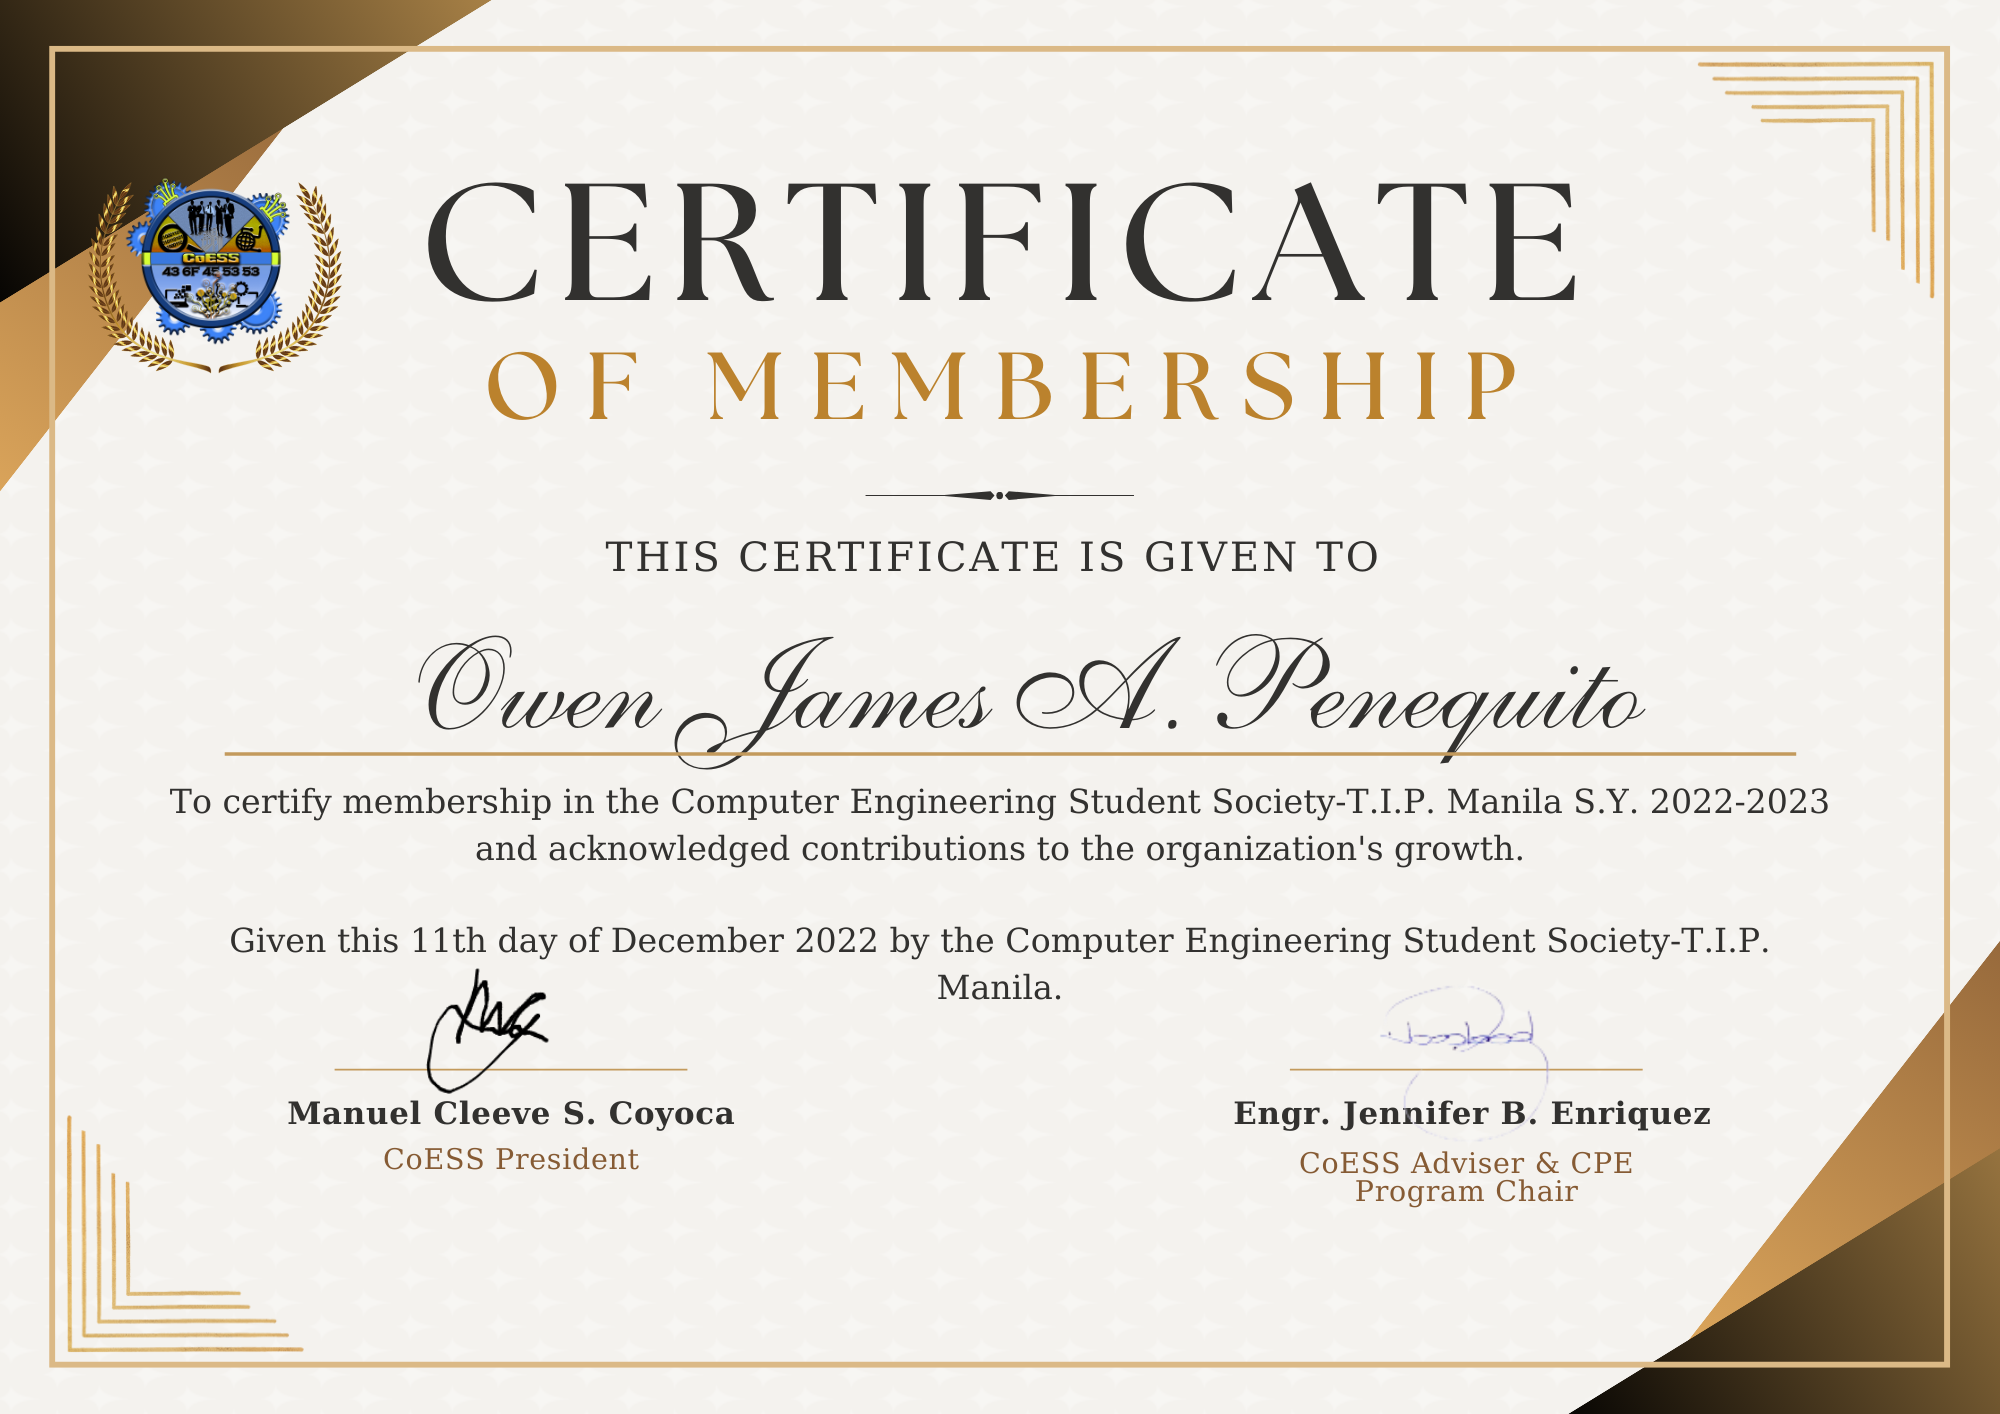 CERTIFICATE
OF MEMBERSHIP
CoESS
43 6F 45 53 53
THIS CERTIFICATE IS GIVEN TO
Owen James A. Penequito
To certify membership in the Computer Engineering Student Society-T.I.P. Manila S.Y. 2022-2023
and acknowledged contributions to the organization's growth.
Given this 11th day of December 2022 by the Computer Engineering Student Society-T.I.P.
Manila.
Manuel Cleeve S. Coyoca
CoESS President
Engr. Jennifer B. Enriquez
CoESS Adviser & CPE
Program Chair